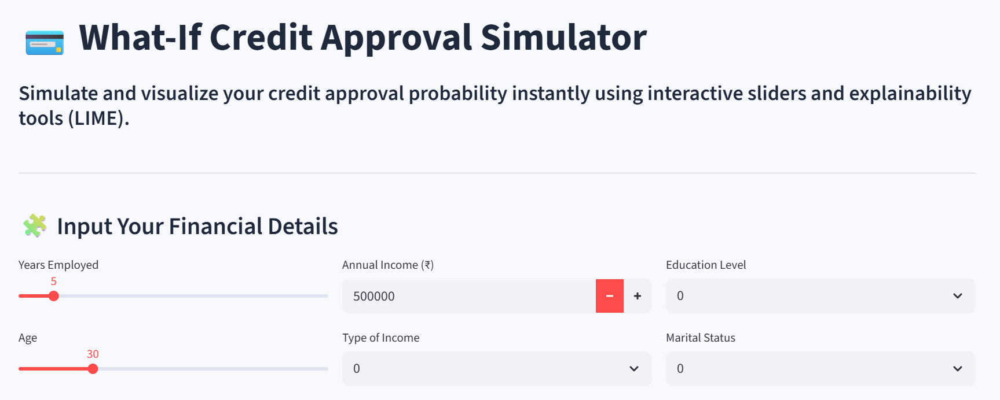 What-If Credit Approval Simulator
Simulate and visualize your credit approval probability instantly using interactive sliders and explainability
tools (LIME).
Input Your Financial Details
Years Employed
5
Annual Income (₹)
500000
Education Level
0
Age
30
Type of Income
0
Marital Status
0